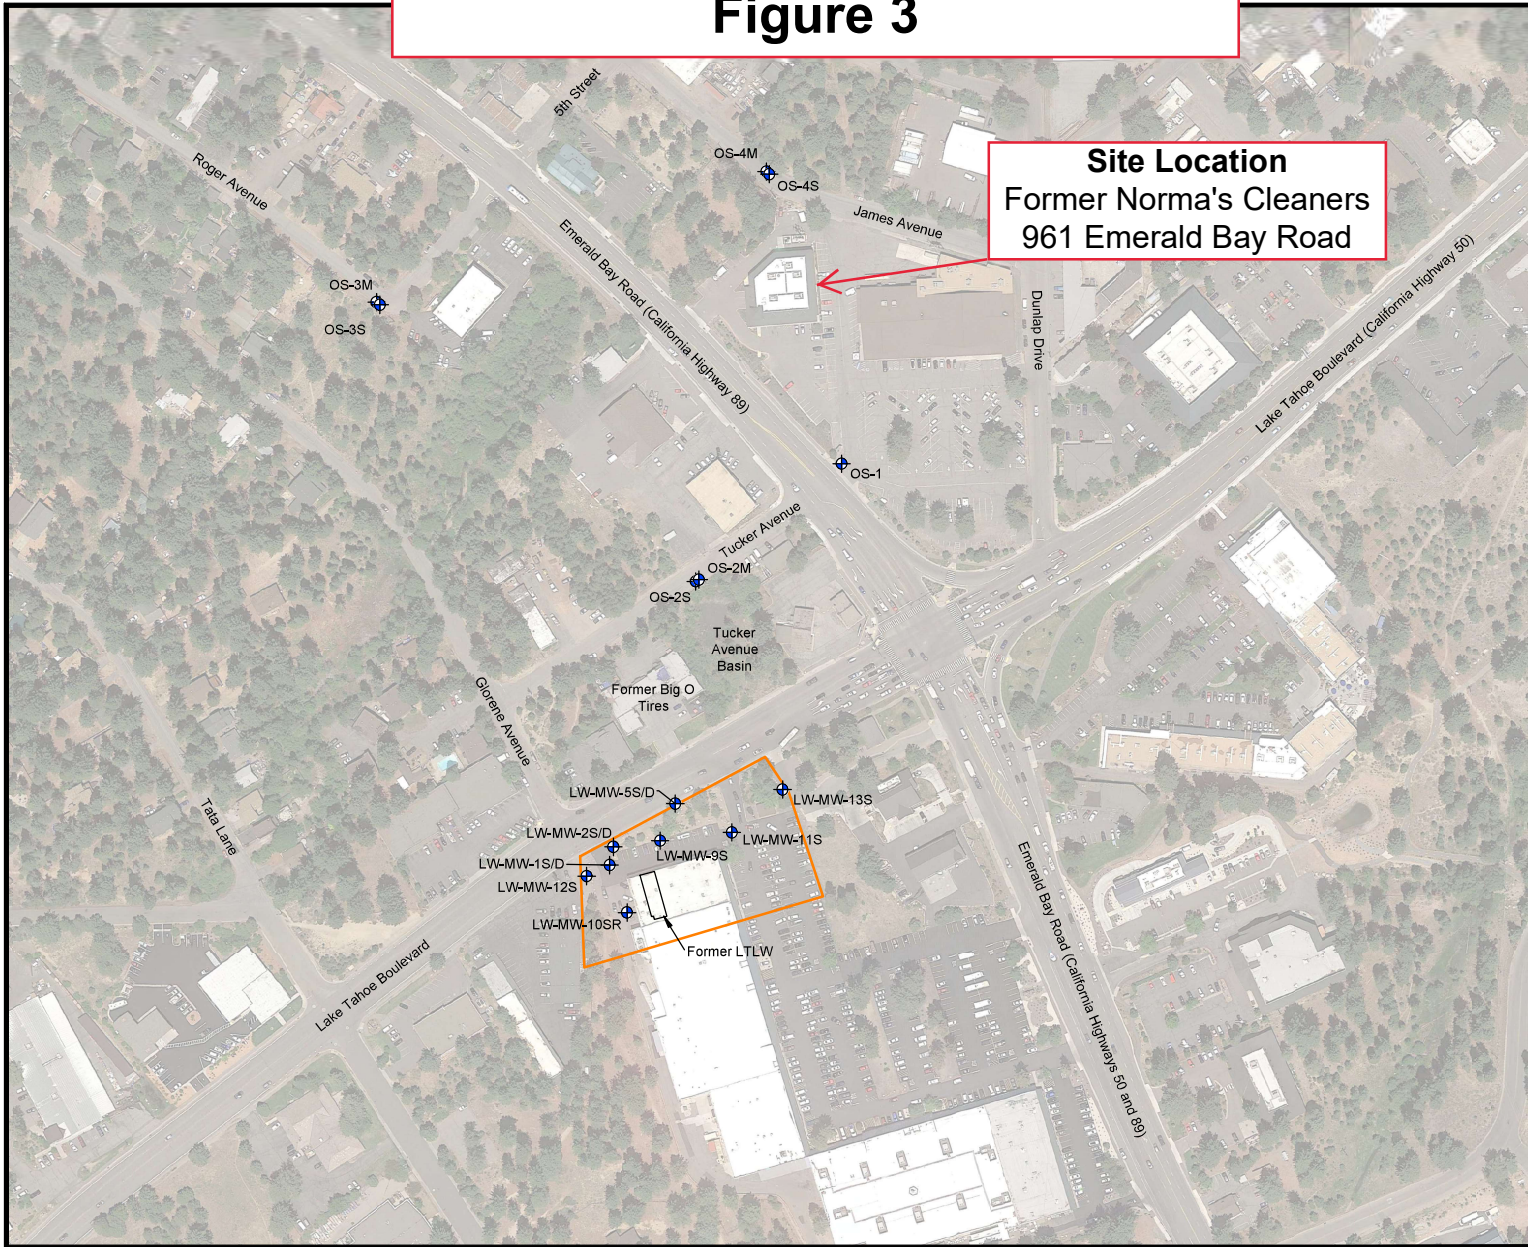 Figure 3
5th Street
OS-4M
OS-4S
Roger Avenue
James Avenue
Site Location
Former Norma's Cleaners
961 Emerald Bay Road
Emerald Bay Road (California Highway 89)
OS-3M
OS-3S
Dunlap Drive
Lake Tahoe Boulevard (California Highway 50)
OS-1
Tucker Avenue
OS-2M
OS-2S
Tucker
Avenue
Basin
Former Big O
Tires
Glorene Avenue
Tata Lane
LW-MW-5S/D
LW-MW-13S
LW-MW-2S/D
LW-MW-11S
LW-MW-9S
LW-MW-1S/D
LW-MW-12S
LW-MW-10SR
Former LTLW
Lake Tahoe Boulevard
Emerald Bay Road (California Highways 50 and 89)